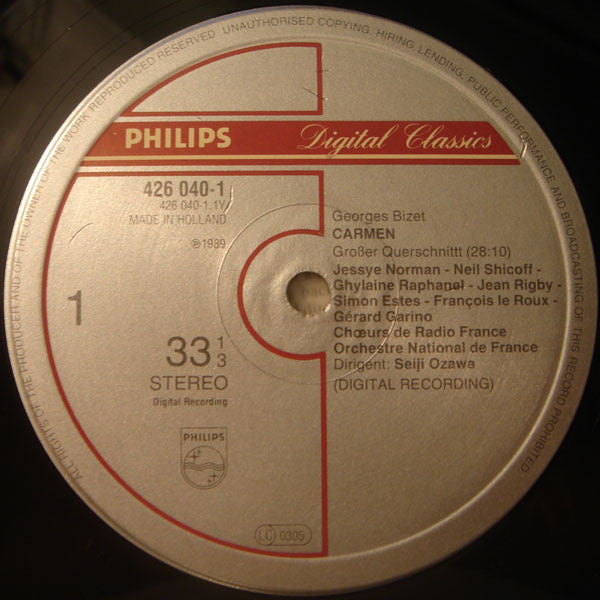 ALL RIGHTS OF THE PRODUCER AND OF THE OWNER OF THE WORK REPRODUCED RESERVED UNAUTHORISED COPYING, HIRING, LENDING, PUBLIC PERFORMANCE AND BROADCASTING OF THIS RECORD PROHIBITED
PHILIPS Digital Classics
426 040-1
426 040-1.1Y
MADE IN HOLLAND
℗1989
1
33 1/3
STEREO
Digital Recording
PHILIPS
Georges Bizet
CARMEN
Großer Querschnittt (28:10)
Jessye Norman - Neil Shicoff -
Ghylaine Raphanel - Jean Rigby -
Simon Estes - François le Roux -
Gérard Garino
Chœurs de Radio France
Orchestre National de France
Dirigent: Seiji Ozawa
(DIGITAL RECORDING)
LC 0305